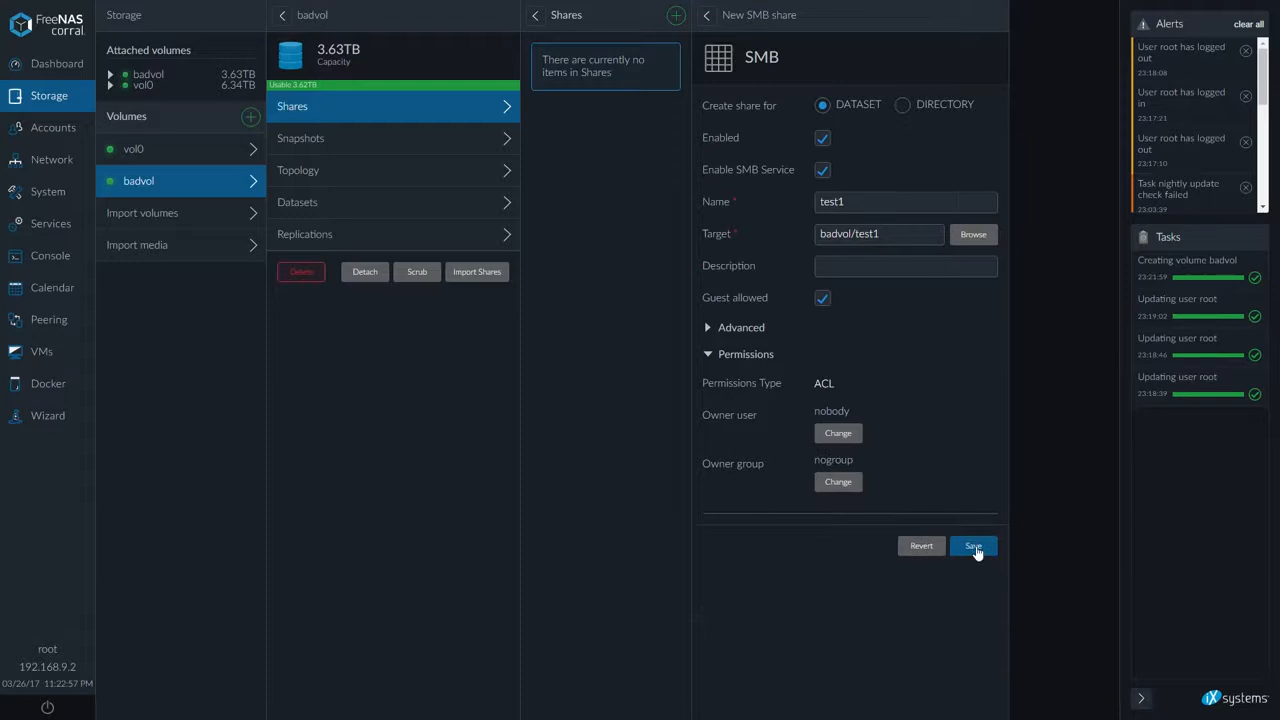 FreeNAS
corral
Dashboard
Storage
Accounts
Network
System
Services
Console
Calendar
Peering
VMs
Docker
Wizard
root
192.168.9.2
03/26/17 11:22:57 PM
Storage
Attached volumes
badvol 3.63TB
vol0 6.34TB
Volumes
vol0
badvol
Import volumes
Import media
badvol
3.63TB
Capacity
Usable 3.62TB
Shares
Snapshots
Topology
Datasets
Replications
Delete Detach Scrub Import Shares
Shares
There are currently no
items in Shares
New SMB share
SMB
Create share for DATASET DIRECTORY
Enabled
Enable SMB Service
Name * test1
Target * badvol/test1 Browse
Description
Guest allowed
Advanced
Permissions
Permissions Type ACL
Owner user nobody
Change
Owner group nogroup
Change
Revert Save
Alerts clear all
User root has logged
out
23:18:08
User root has logged
in
23:17:21
User root has logged
out
23:17:10
Task nightly update
check failed
23:03:39
Tasks
Creating volume badvol
23:21:59
Updating user root
23:19:02
Updating user root
23:18:46
Updating user root
23:18:39
iXsystems